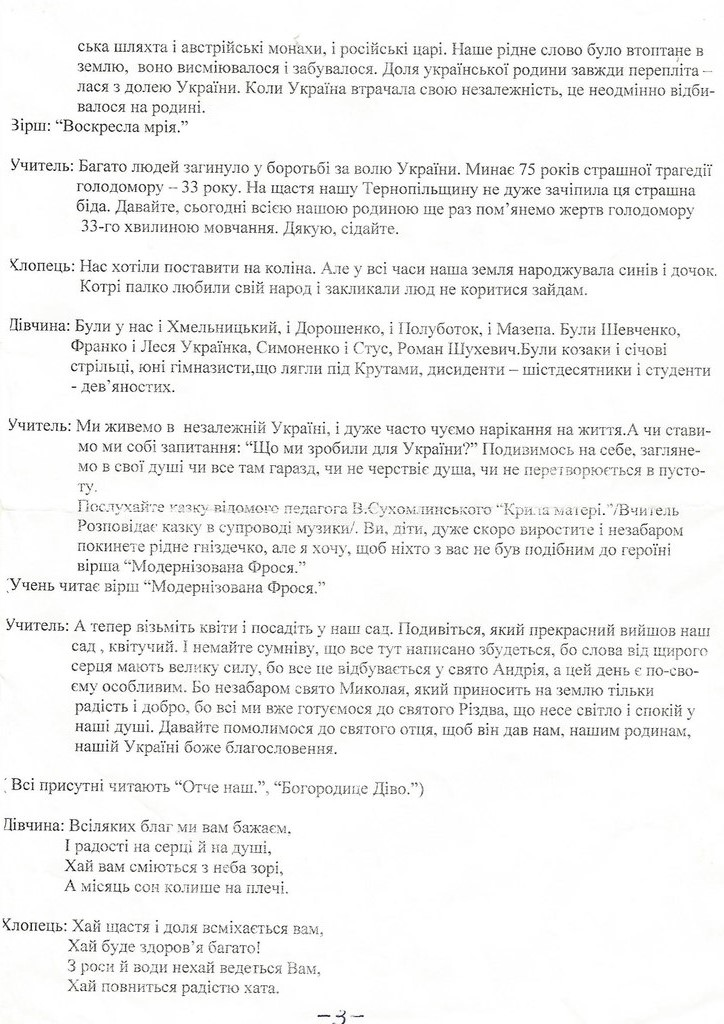 ська шляхта і австрійські монахи, і російські царі. Наше рідне слово було втоптане в
землю, воно висміювалося і забувалося. Доля української родини завжди перепліта –
лася з долею України. Коли Україна втрачала свою незалежність, це неодмінно відби-
валося на родині.
Зірш: “Воскресла мрія.”
Учитель: Багато людей загинуло у боротьбі за волю України. Минає 75 років страшної трагедії
голодомору – 33 року. На щастя нашу Тернопільщину не дуже зачіпила ця страшна
біда. Давайте, сьогодні всією нашою родиною ще раз пом’янемо жертв голодомору
33-го хвилиною мовчання. Дякую, сідайте.
Хлопець: Нас хотіли поставити на коліна. Але у всі часи наша земля народжувала синів і дочок.
Котрі палко любили свій народ і закликали люд не коритися зайдам.
Дівчина: Були у нас і Хмельницький, і Дорошенко, і Полуботок, і Мазепа. Були Шевченко,
Франко і Леся Українка, Симоненко і Стус, Роман Шухевич.Були козаки і січові
стрільці, юні гімназисти,що лягли під Крутами, дисиденти – шістдесятники і студенти
- дев’яностих.
Учитель: Ми живемо в незалежній Україні, і дуже часто чуємо нарікання на життя.А чи стави-
мо ми собі запитання: “Що ми зробили для України?” Подивимось на себе, загляне-
мо в свої душі чи все там гаразд, чи не черствіє душа, чи не перетворюється в пусто-
ту.
Послухайте казку відомого педагога В.Сухомлинського “Крила матері.”/Вчитель
Розповідає казку в супроводі музики/. Ви, діти, дуже скоро виростите і незабаром
покинете рідне гніздечко, але я хочу, щоб ніхто з вас не був подібним до героїні
вірша “Модернізована Фрося.”
(Учень читає вірш “Модернізована Фрося.”
Учитель: А тепер візьміть квіти і посадіть у наш сад. Подивіться, який прекрасний вийшов наш
сад , квітучий. І немайте сумніву, що все тут написано збудеться, бо слова від щирого
серця мають велику силу, бо все це відбувається у свято Андрія, а цей день є по-сво-
єму особливим. Бо незабаром свято Миколая, який приносить на землю тільки
радість і добро, бо всі ми вже готуємося до святого Різдва, що несе світло і спокій у
наші душі. Давайте помолимося до святого отця, щоб він дав нам, нашим родинам,
нашій Україні боже благословення.
(Всі присутні читають “Отче наш.”, “Богородице Діво.”)
Дівчина: Всіляких благ ми вам бажаєм,
І радості на серці й на душі,
Хай вам сміються з неба зорі,
А місяць сон колише на плечі.
Хлопець: Хай щастя і доля всміхається вам,
Хай буде здоров’я багато!
З роси й води нехай ведеться Вам,
Хай повниться радістю хата.
–3–